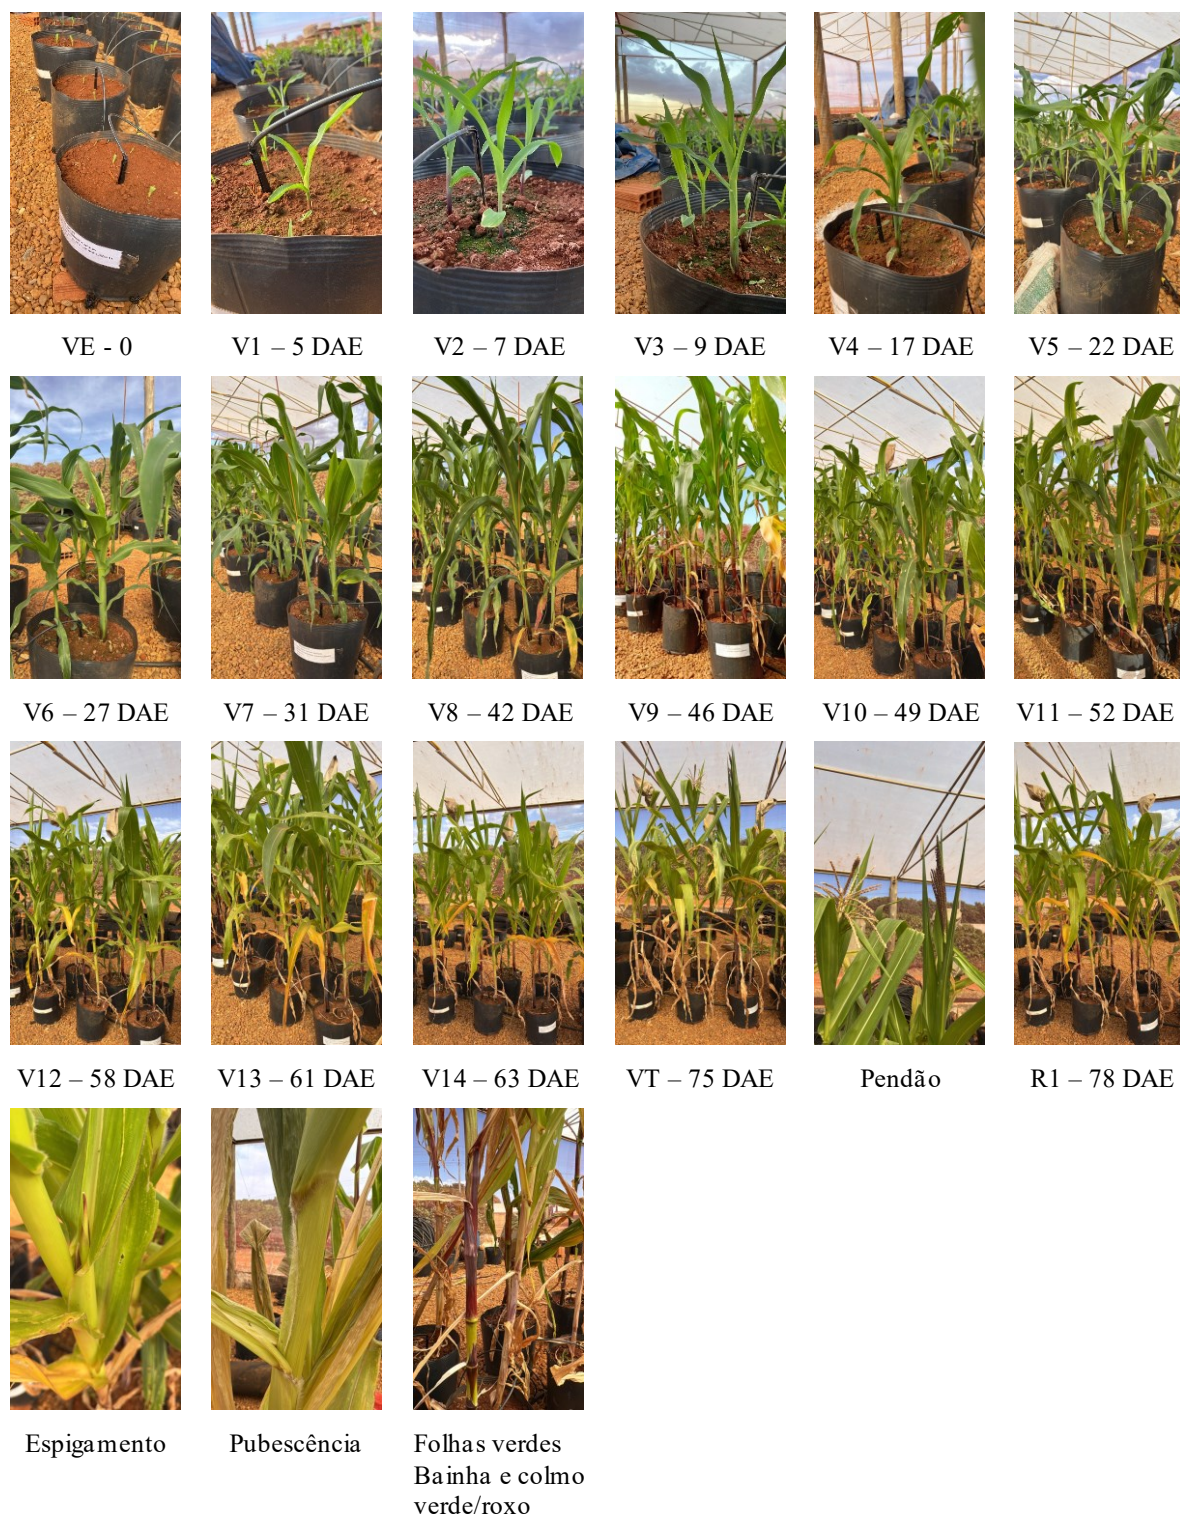 VE - 0
V1 – 5 DAE
V2 – 7 DAE
V3 – 9 DAE
V4 – 17 DAE
V5 – 22 DAE
V6 – 27 DAE
V7 – 31 DAE
V8 – 42 DAE
V9 – 46 DAE
V10 – 49 DAE
V11 – 52 DAE
V12 – 58 DAE
V13 – 61 DAE
V14 – 63 DAE
VT – 75 DAE
Pendão
R1 – 78 DAE
Espigamento
Pubescência
Folhas verdes
Bainha e colmo
verde/roxo